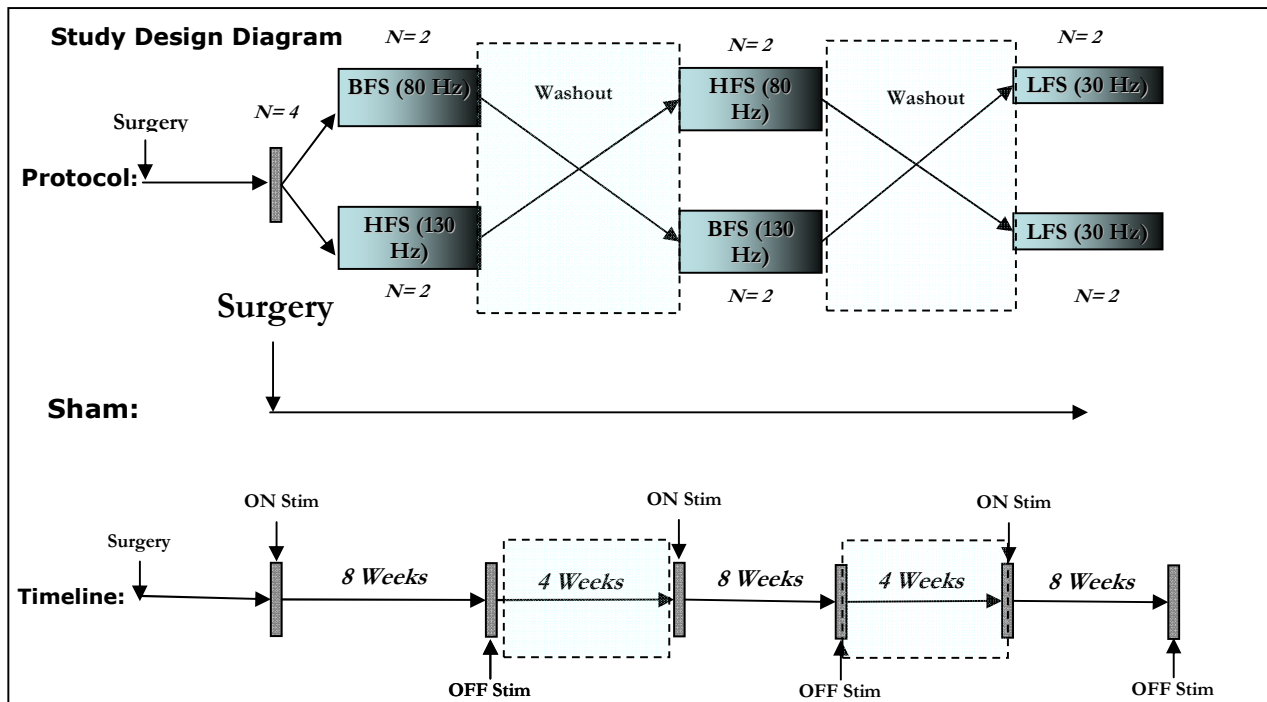 Study Design Diagram
N= 2
N= 2
N= 2
BFS (80 Hz)
Washout
HFS (80
Hz)
Washout
LFS (30 Hz)
Surgery
N= 4
Protocol:
HFS (130
Hz)
BFS (130
Hz)
LFS (30 Hz)
N= 2
N= 2
N= 2
Surgery
Sham:
ON Stim
ON Stim
ON Stim
Surgery
8 Weeks
4 Weeks
8 Weeks
4 Weeks
8 Weeks
Timeline:
OFF Stim
OFF Stim
OFF Stim